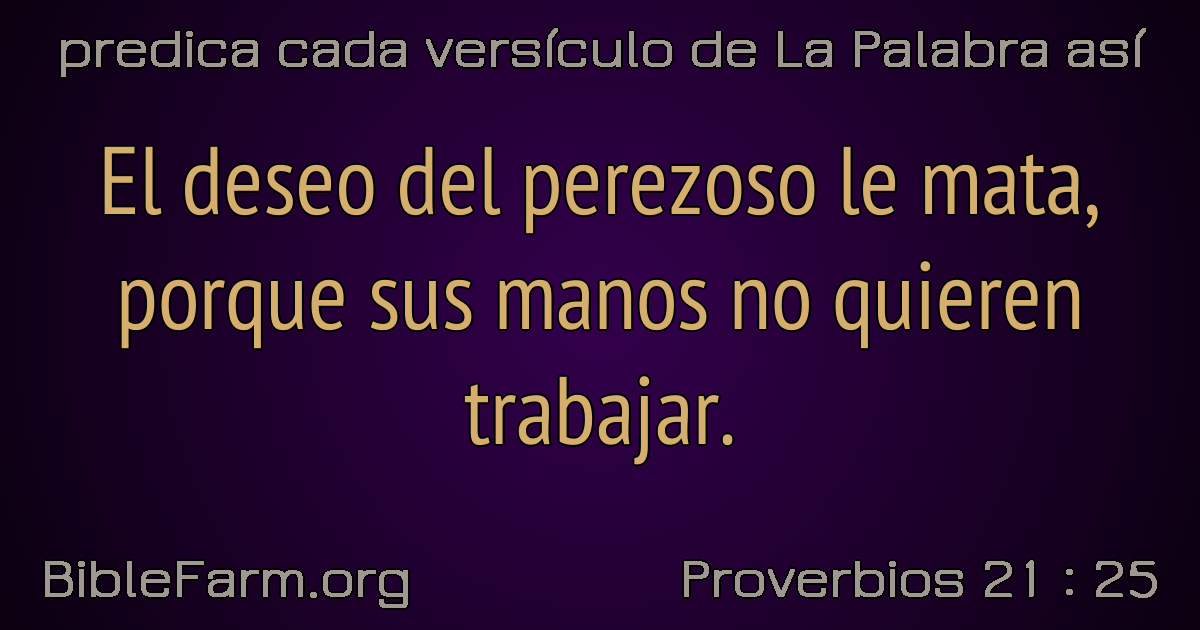 predica cada versículo de La Palabra así
El deseo del perezoso le mata,
porque sus manos no quieren
trabajar.
BibleFarm.org
Proverbios 21 : 25